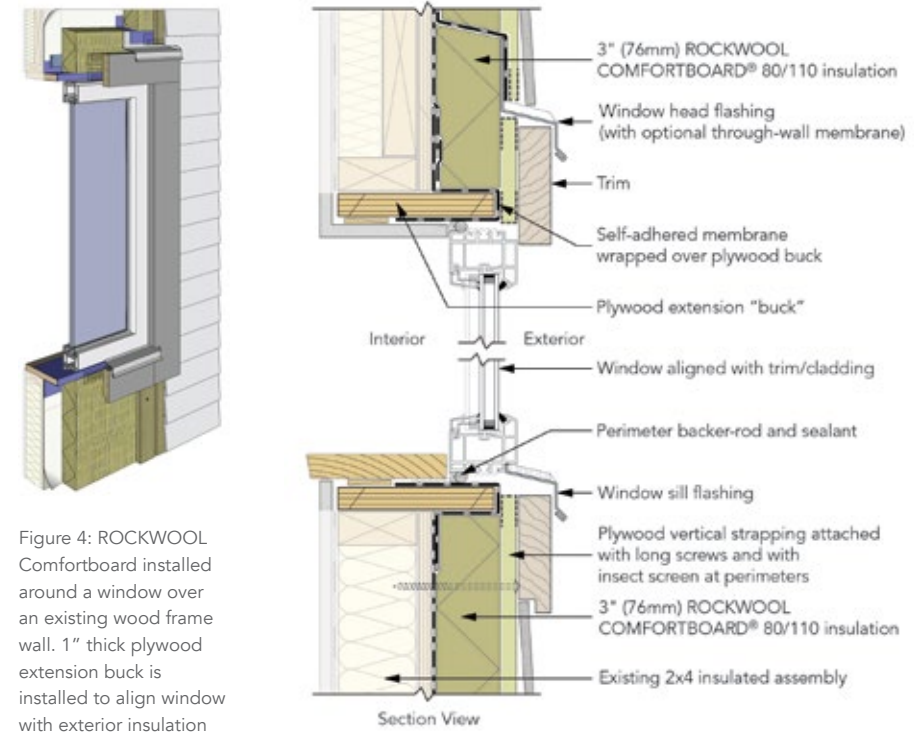 3" (76mm) ROCKWOOL
COMFORTBOARD® 80/110 insulation
Window head flashing
(with optional through-wall membrane)
Trim
Self-adhered membrane
wrapped over plywood buck
Plywood extension "buck"
Interior
Exterior
Window aligned with trim/cladding
Perimeter backer-rod and sealant
Window sill flashing
Plywood vertical strapping attached
with long screws and with
insect screen at perimeters
3" (76mm) ROCKWOOL
COMFORTBOARD® 80/110 insulation
Existing 2x4 insulated assembly
Section View
Figure 4: ROCKWOOL
Comfortboard installed
around a window over
an existing wood frame
wall. 1” thick plywood
extension buck is
installed to align window
with exterior insulation